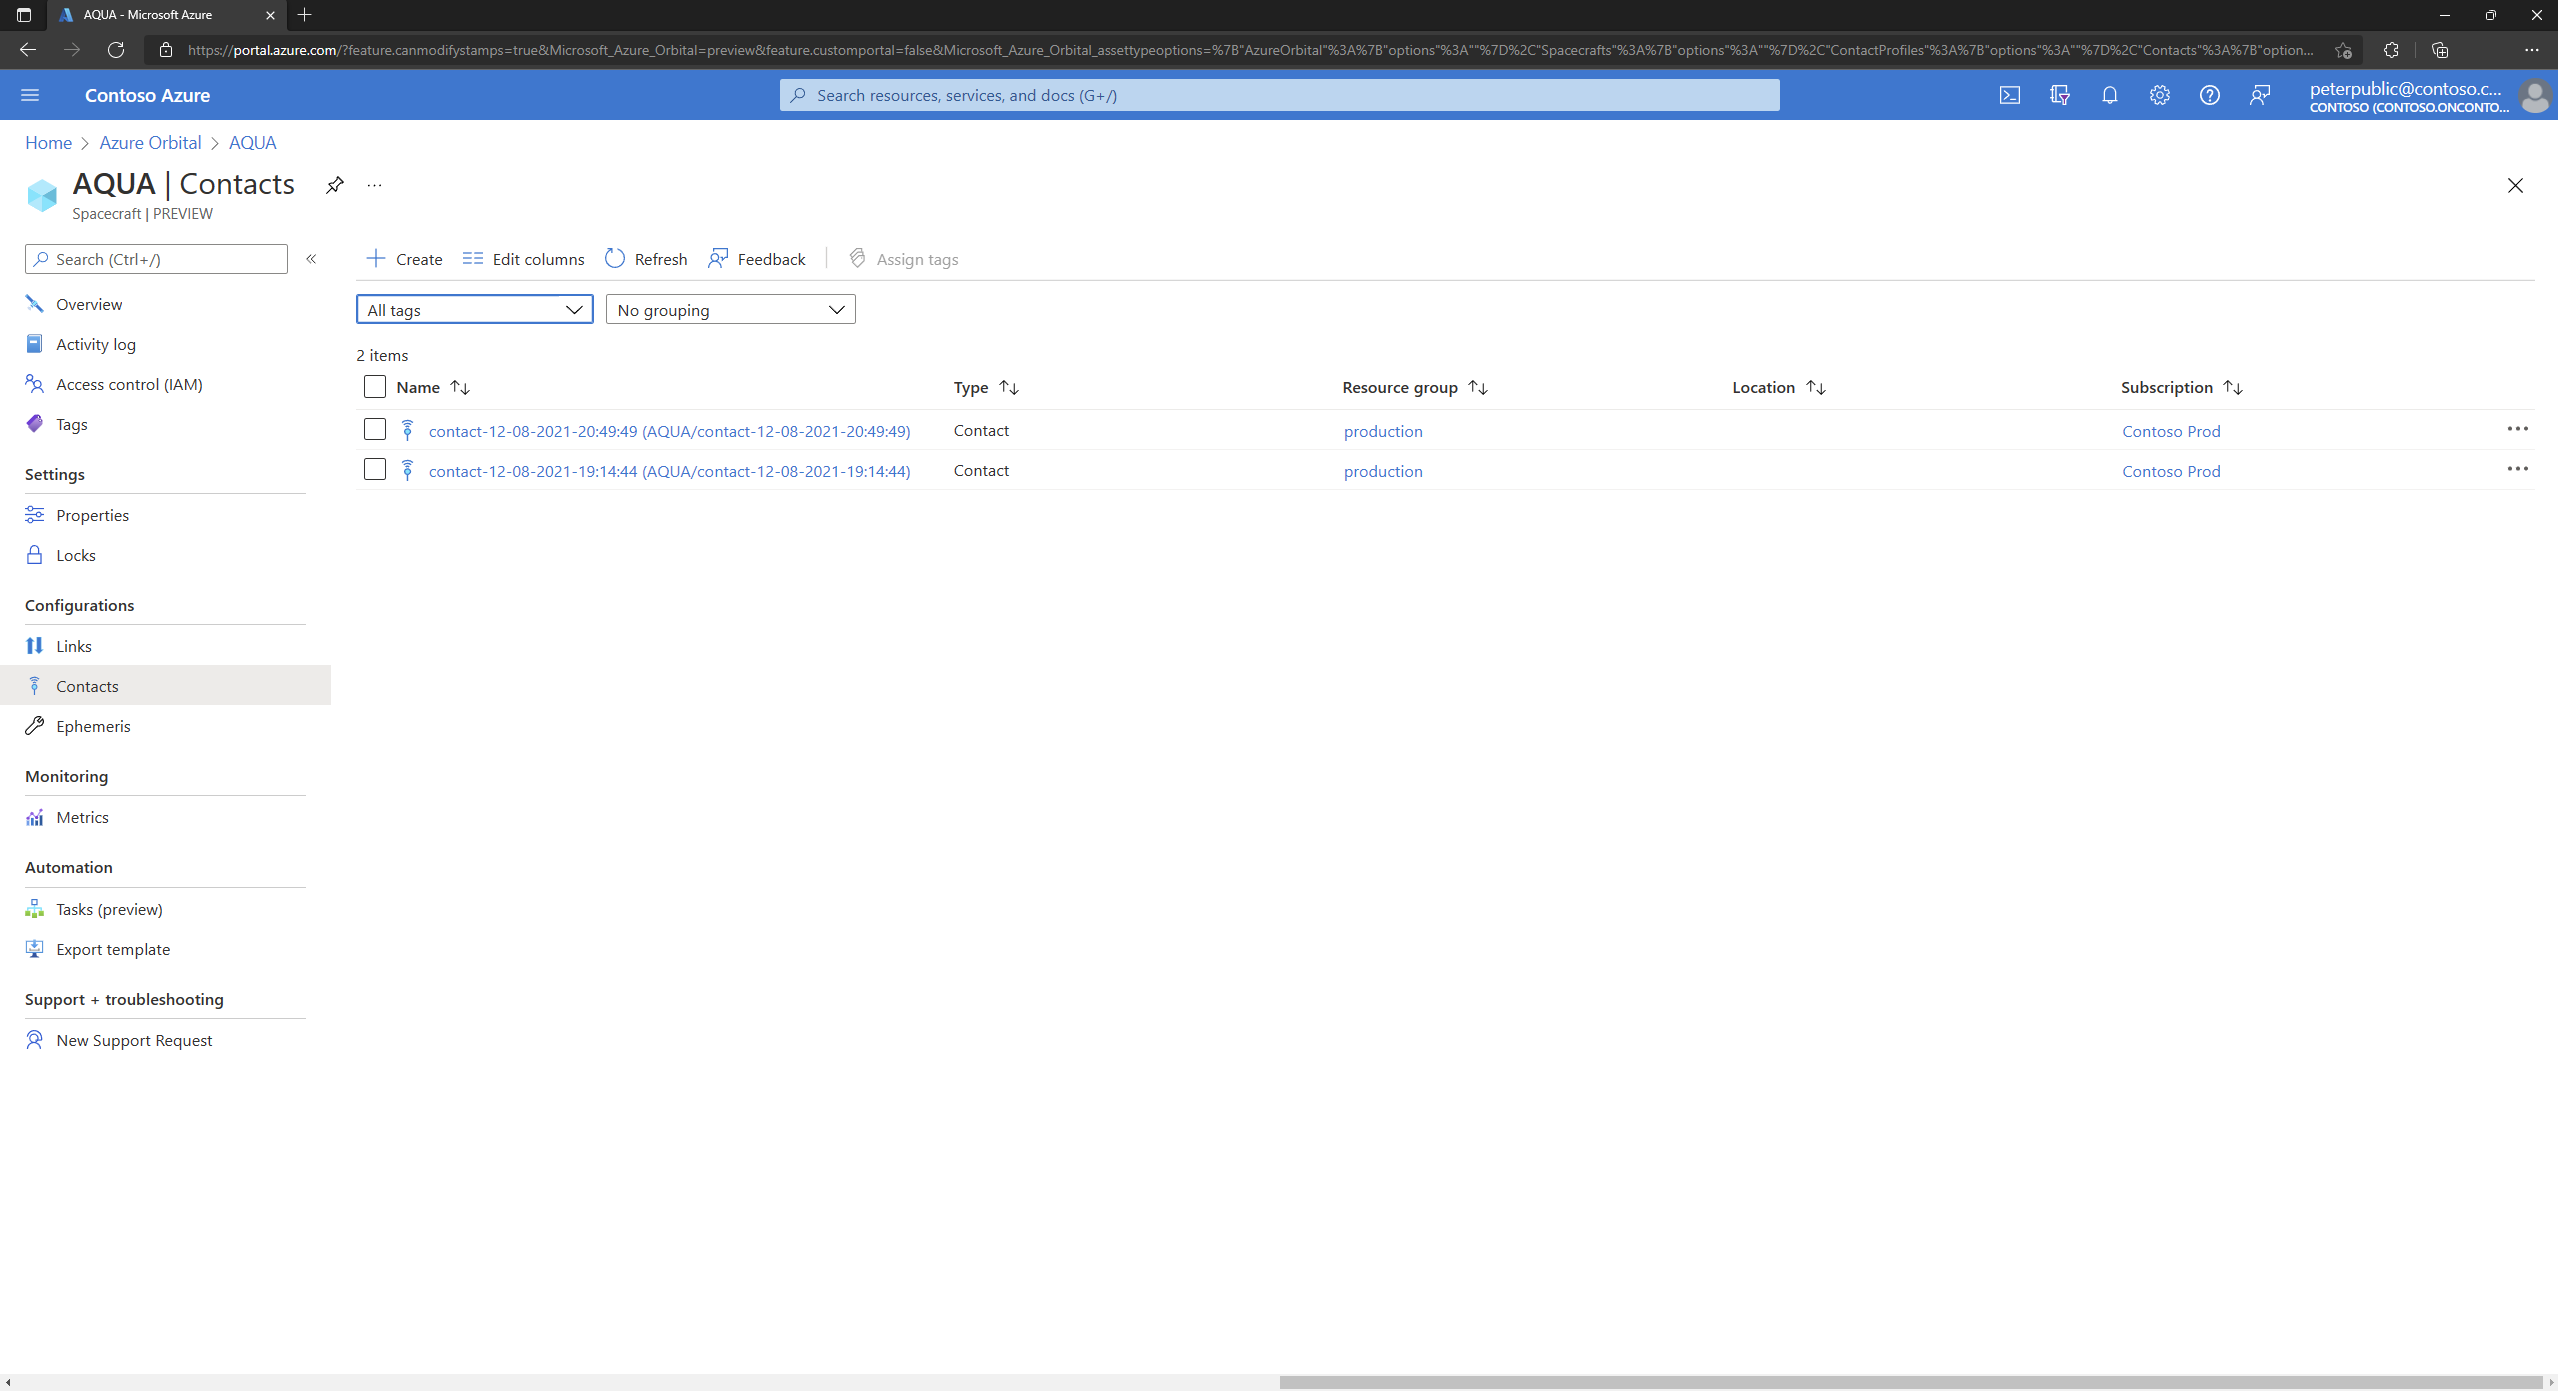 AQUA - Microsoft Azure
https://portal.azure.com/?feature.canmodifystamps=true&Microsoft_Azure_Orbital=preview&feature.customportal=false&Microsoft_Azure_Orbital_assettypeoptions=%7B"AzureOrbital"%3A%7B"options"%3A""%7D%2C"Spacecrafts"%3A%7B"options"%3A""%7D%2C"ContactProfiles"%3A%7B"options"%3A""%7D%2C"Contacts"%3A%7B"option...
Contoso Azure
Search resources, services, and docs (G+/)
peterpublic@contoso.c...
CONTOSO (CONTOSO.ONCONTO...
Home > Azure Orbital > AQUA
AQUA | Contacts
Spacecraft | PREVIEW
Search (Ctrl+/)
Overview
Activity log
Access control (IAM)
Tags
Settings
Properties
Locks
Configurations
Links
Contacts
Ephemeris
Monitoring
Metrics
Automation
Tasks (preview)
Export template
Support + troubleshooting
New Support Request
Create Edit columns Refresh Feedback Assign tags
All tags No grouping
2 items
Name Type Resource group Location Subscription
contact-12-08-2021-20:49:49 (AQUA/contact-12-08-2021-20:49:49) Contact production Contoso Prod
contact-12-08-2021-19:14:44 (AQUA/contact-12-08-2021-19:14:44) Contact production Contoso Prod